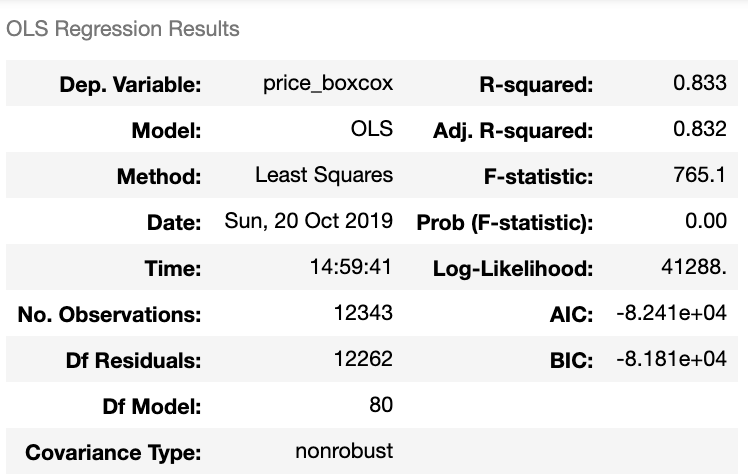 OLS Regression Results
Dep. Variable: price_boxcox R-squared: 0.833
Model: OLS Adj. R-squared: 0.832
Method: Least Squares F-statistic: 765.1
Date: Sun, 20 Oct 2019 Prob (F-statistic): 0.00
Time: 14:59:41 Log-Likelihood: 41288.
No. Observations: 12343 AIC: -8.241e+04
Df Residuals: 12262 BIC: -8.181e+04
Df Model: 80
Covariance Type: nonrobust